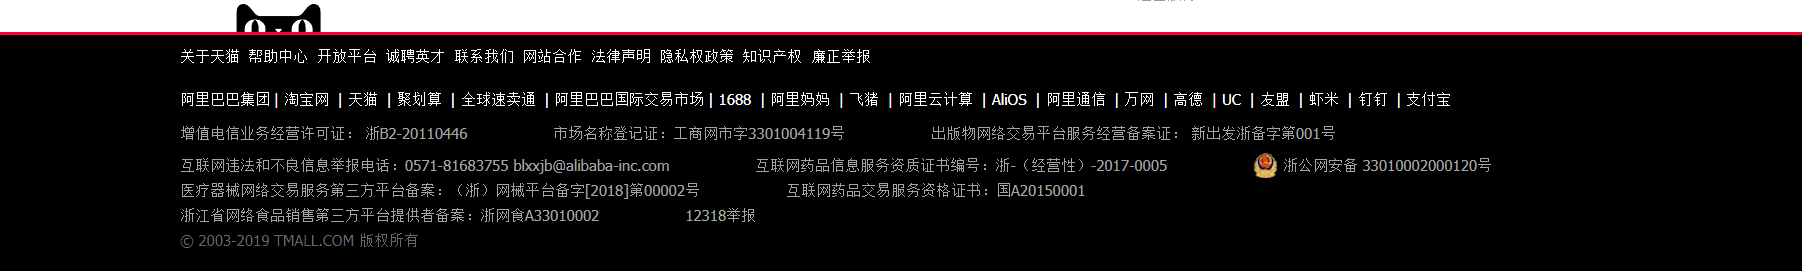 关于天猫 帮助中心 开放平台 诚聘英才 联系我们 网站合作 法律声明 隐私权政策 知识产权 廉正举报
阿里巴巴集团 | 淘宝网 | 天猫 | 聚划算 | 全球速卖通 | 阿里巴巴国际交易市场 | 1688 | 阿里妈妈 | 飞猪 | 阿里云计算 | AliOS | 阿里通信 | 万网 | 高德 | UC | 友盟 | 虾米 | 钉钉 | 支付宝
增值电信业务经营许可证： 浙B2-20110446 市场名称登记证：工商网市字3301004119号 出版物网络交易平台服务经营备案证： 新出发浙备字第001号
互联网违法和不良信息举报电话：0571-81683755 blxxjb@alibaba-inc.com 互联网药品信息服务资质证书编号：浙-（经营性）-2017-0005 浙公网安备 33010002000120号
医疗器械网络交易服务第三方平台备案：（浙）网械平台备字[2018]第00002号 互联网药品交易服务资格证书：国A20150001
浙江省网络食品销售第三方平台提供者备案：浙网食A33010002 12318举报
© 2003-2019 TMALL.COM 版权所有